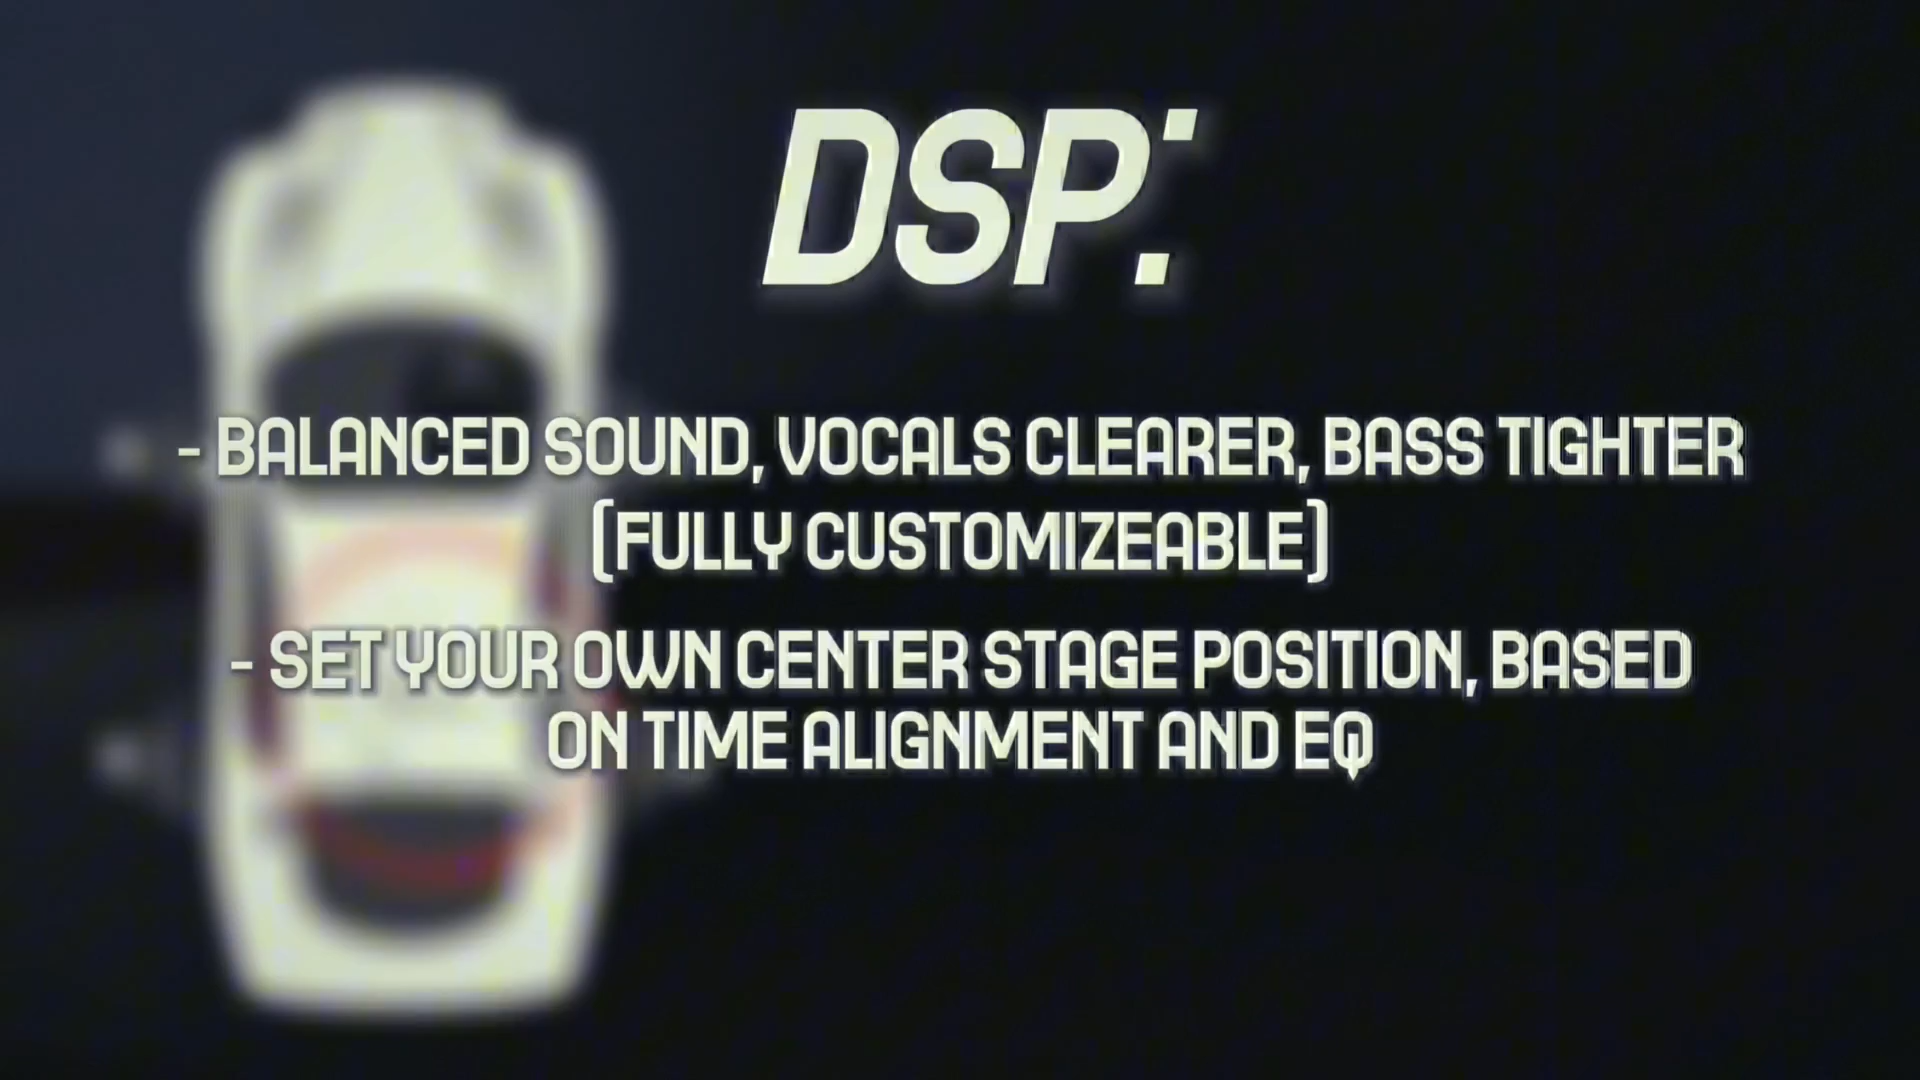 DSP:
- BALANCED SOUND, VOCALS CLEARER, BASS TIGHTER
(FULLY CUSTOMIZEABLE)
- SET YOUR OWN CENTER STAGE POSITION, BASED
ON TIME ALIGNMENT AND EQ